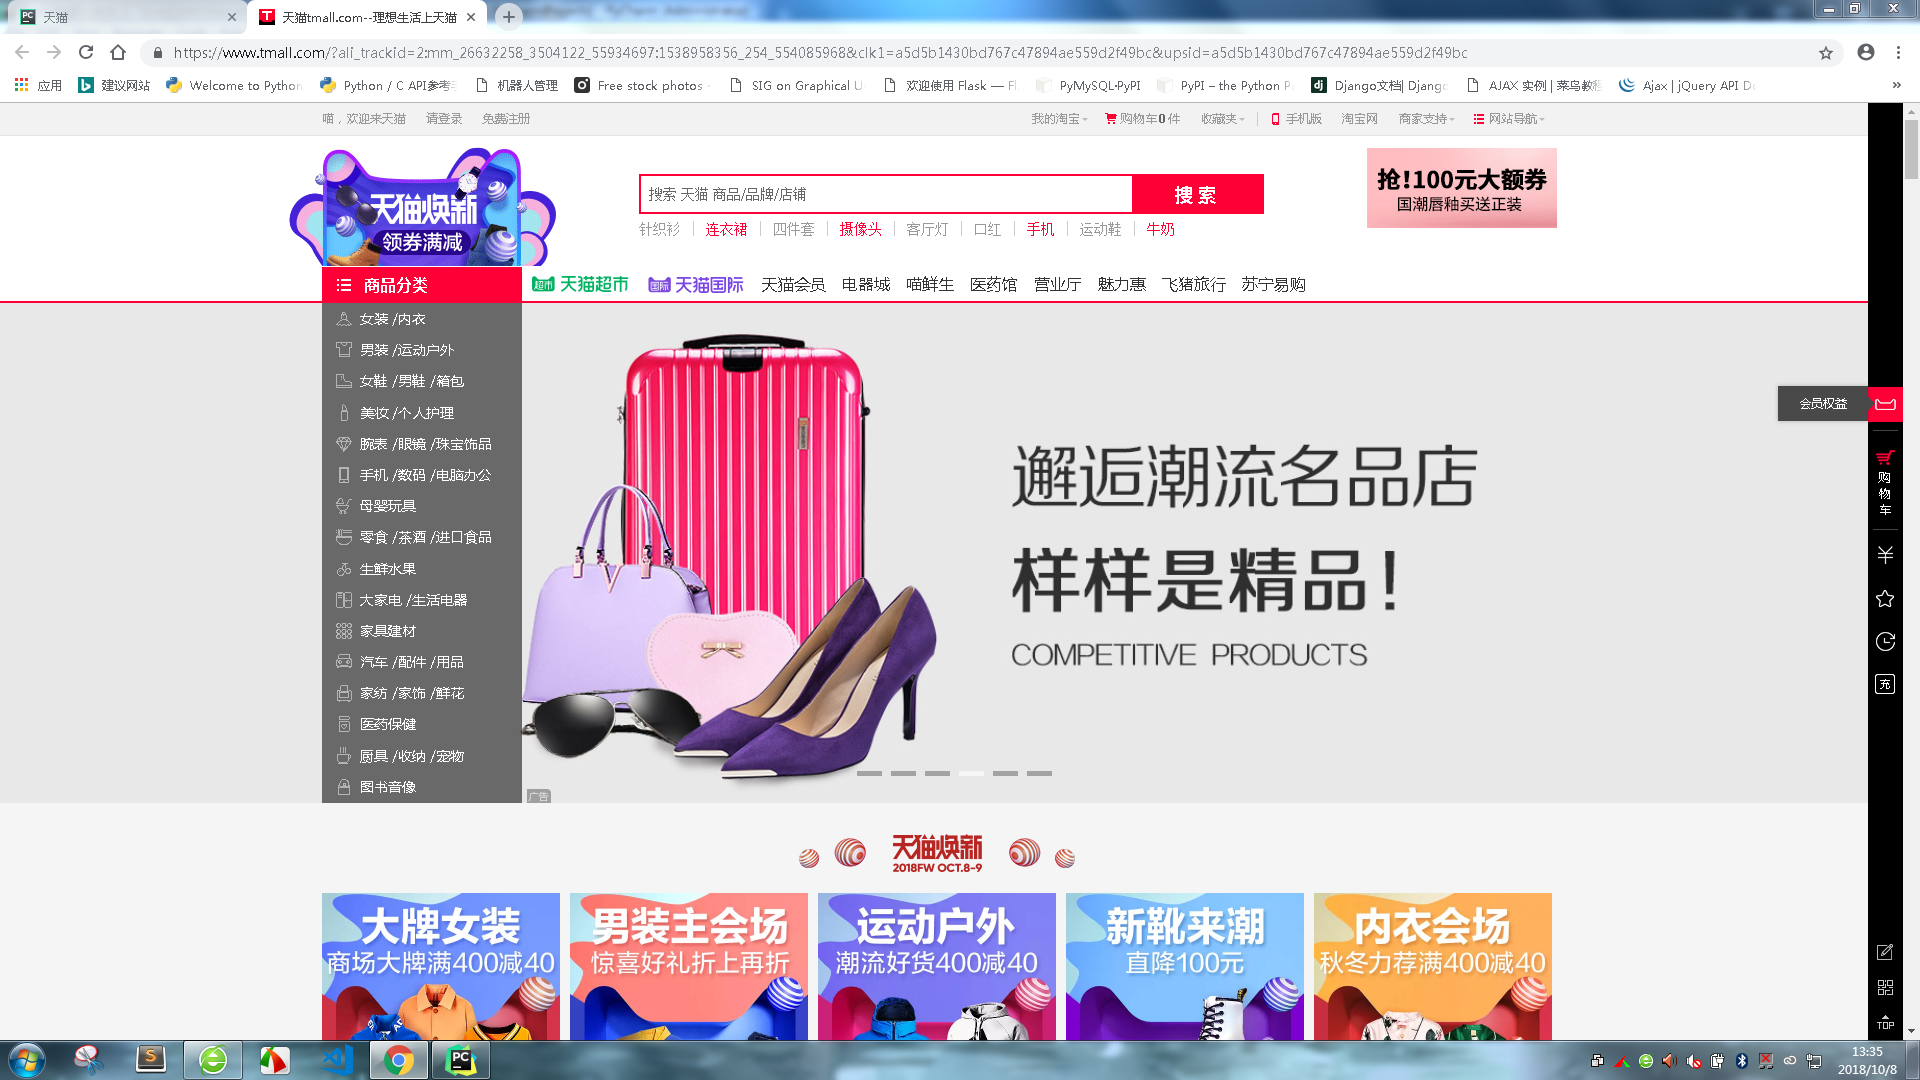 天猫
天猫tmall.com--理想生活上天猫
https://www.tmall.com/?ali_trackid=2:mm_26632258_3504122_55934697:1538958356_254_554085968&clk1=a5d5b1430bd767c47894ae559d2f49bc&upsid=a5d5b1430bd767c47894ae559d2f49bc
应用 建议网站 Welcome to Python Python / C API参考手 机器人管理 Free stock photos SIG on Graphical U 欢迎使用 Flask — Fl PyMySQL·PyPI PyPI – the Python P Django文档| Django AJAX 实例 | 菜鸟教程 Ajax | jQuery API D »
喵，欢迎来天猫 请登录 免费注册 我的淘宝 购物车0件 收藏夹 手机版 淘宝网 商家支持 网站导航
天猫焕新
领券满减
搜索 天猫 商品/品牌/店铺 搜索
针织衫 连衣裙 四件套 摄像头 客厅灯 口红 手机 运动鞋 牛奶
抢!100元大额券
国潮唇釉买送正装
商品分类 超市 天猫超市 国际 天猫国际 天猫会员 电器城 喵鲜生 医药馆 营业厅 魅力惠 飞猪旅行 苏宁易购
女装 /内衣
男装 /运动户外
女鞋 /男鞋 /箱包
美妆 /个人护理
腕表 /眼镜 /珠宝饰品
手机 /数码 /电脑办公
母婴玩具
零食 /茶酒 /进口食品
生鲜水果
大家电 /生活电器
家具建材
汽车 /配件 /用品
家纺 /家饰 /鲜花
医药保健
厨具 /收纳 /宠物
图书音像
邂逅潮流名品店
样样是精品!
COMPETITIVE PRODUCTS
广告
会员权益
购物车
充
TOP
天猫焕新
2018FW OCT.8-9
大牌女装
商场大牌满400减40
男装主会场
惊喜好礼折上再折
运动户外
潮流好货400减40
新靴来潮
直降100元
内衣会场
秋冬力荐满400减40
13:35
2018/10/8